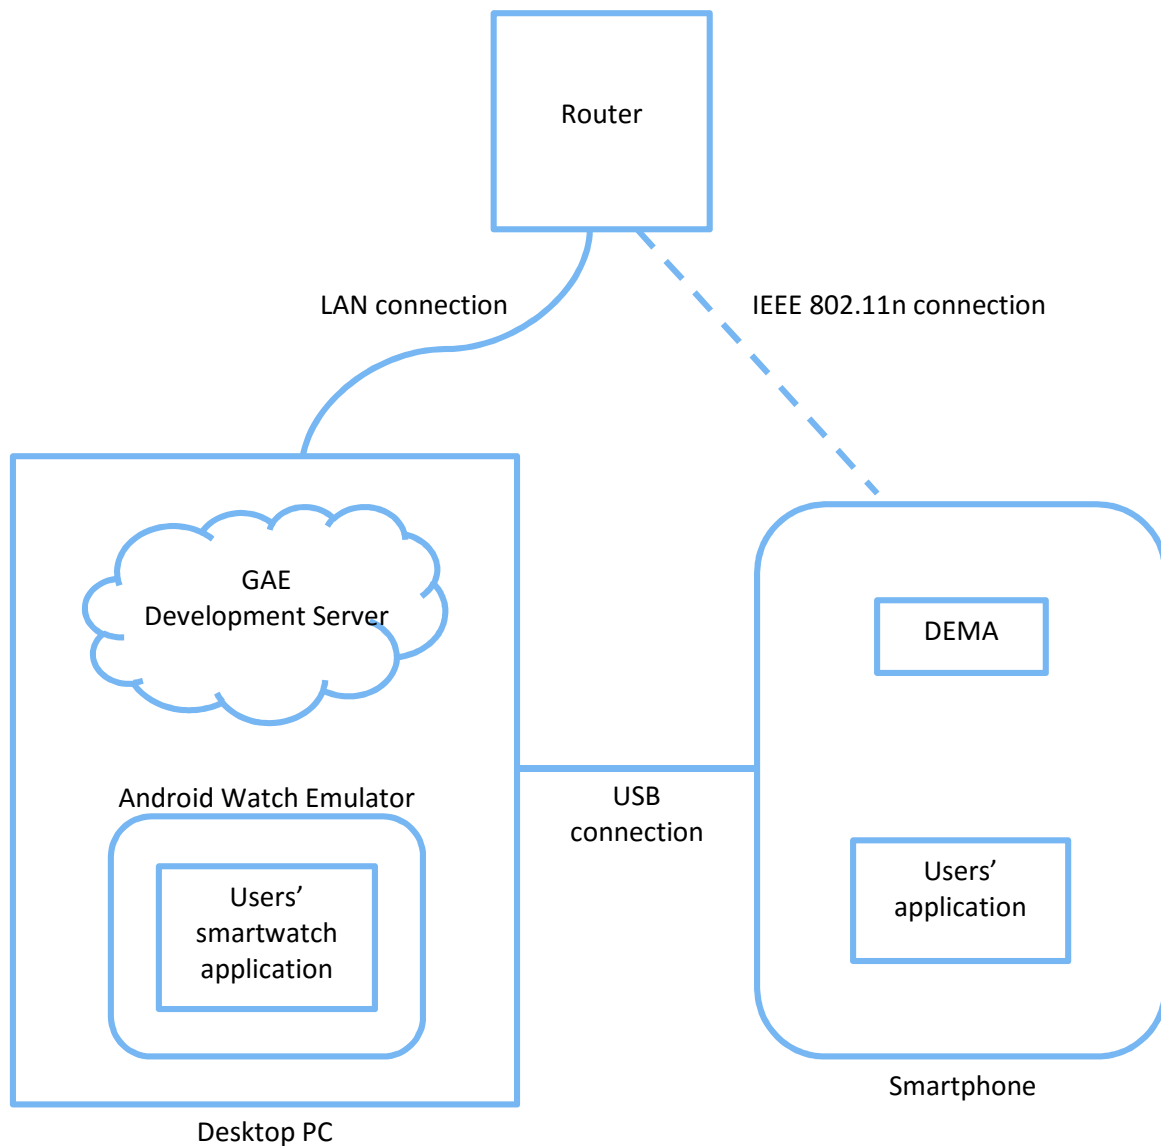 Router
LAN connection
IEEE 802.11n connection
GAE
Development Server
DEMA
Android Watch Emulator
USB
connection
Users’
smartwatch
application
Users’
application
Smartphone
Desktop PC